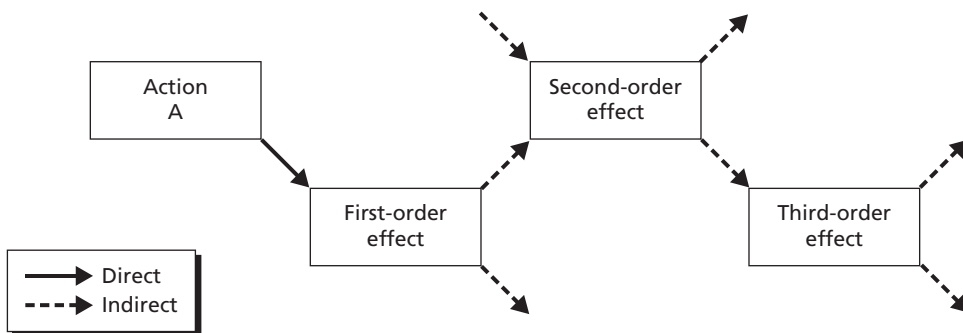 Action
A
First-order
effect
Second-order
effect
Third-order
effect
Direct
Indirect